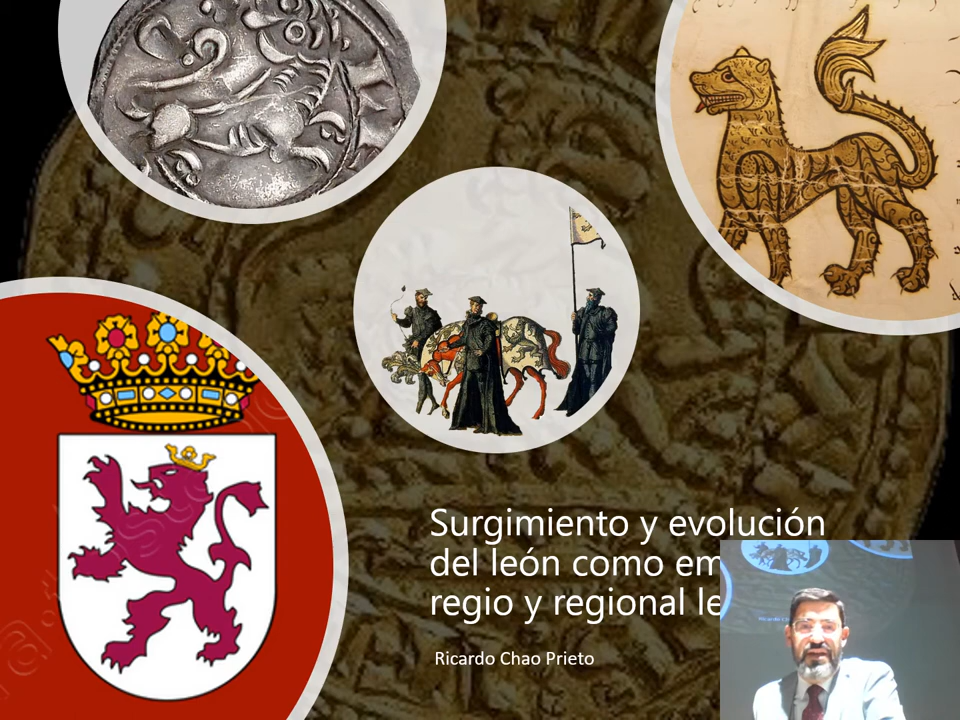 Surgimiento y evolución
del león como em
regio y regional le
Ricardo Chao Prieto